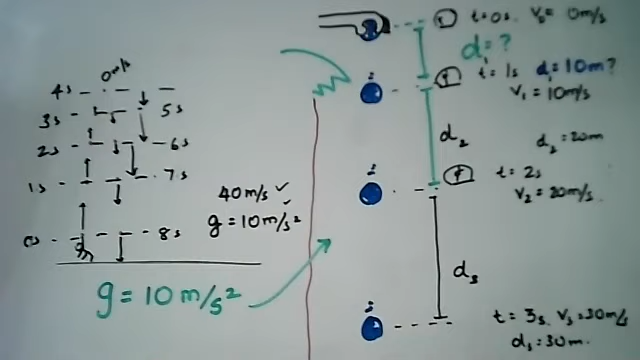 0m/s
4s
3s
5s
2s
6s
1s
7s
0s
8s
40m/s ✓
g = 10m/s²
g = 10 m/s²
t = 0s. V₀ = 0m/s
d₁?
t = 1s d₁ = 10m?
V₁ = 10m/s
d₂
d₂ = 20m
t = 2s
V₂ = 20m/s.
d₃
t = 3s V₃ = 30m/s
d₃ = 30m.